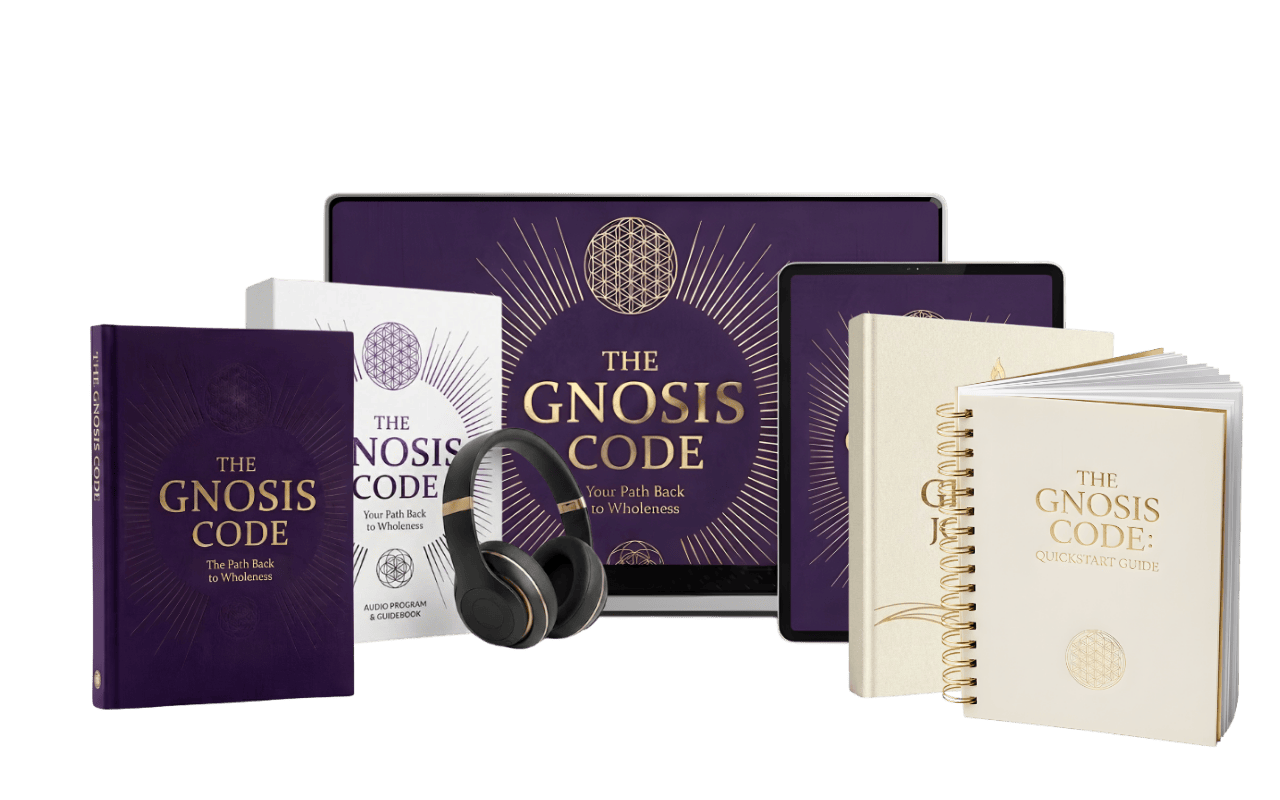 THE GNOSIS CODE
THE
GNOSIS
CODE
The Path Back
to Wholeness
THE
NOSIS
CODE
Your Path Back
to Wholeness
AUDIO PROGRAM
& GUIDEBOOK
THE
GNOSIS
CODE
Your Path Back
to Wholeness
THE
GNOSIS
CODE:
QUICKSTART GUIDE